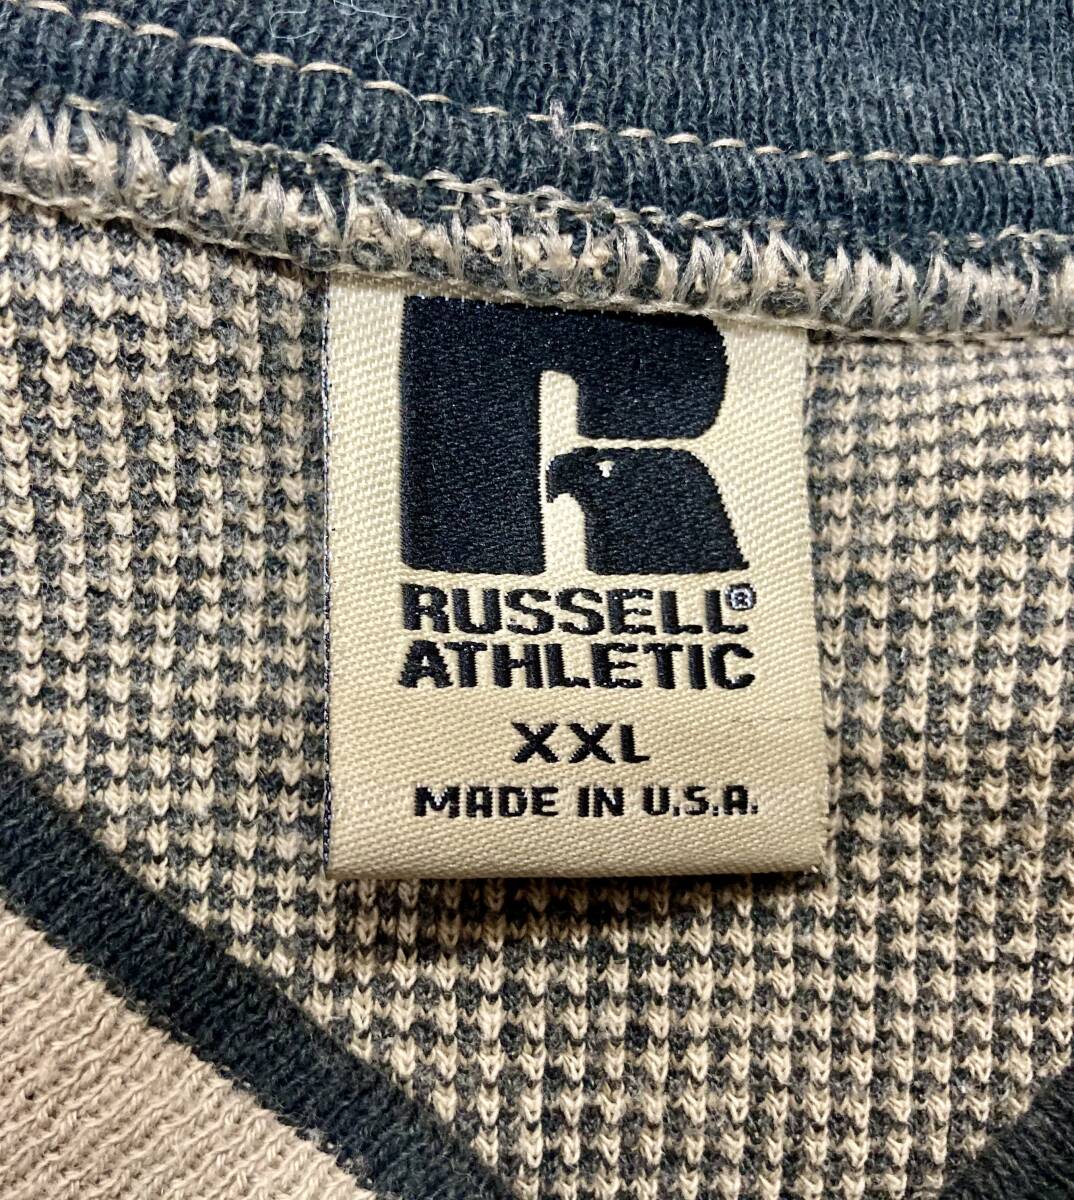 R
RUSSELL®
ATHLETIC
XXL
MADE IN U.S.A.